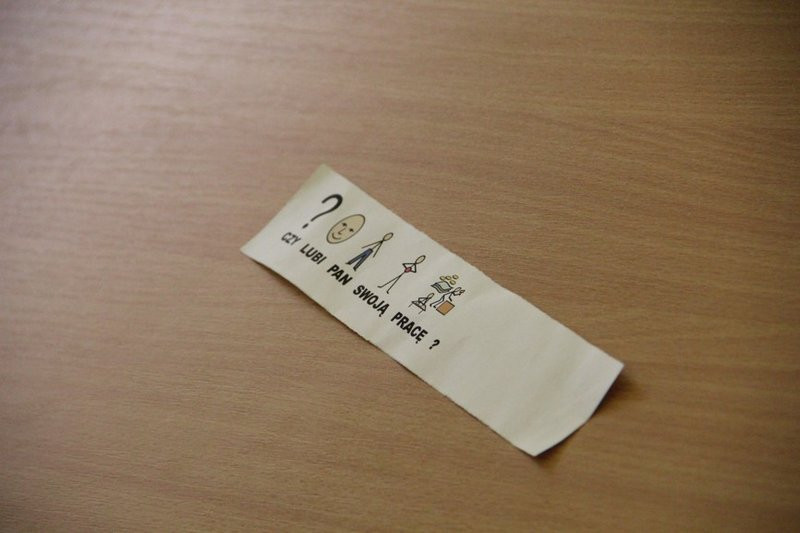 ?
CZY LUBI PAN SWOJĄ PRACĘ ?